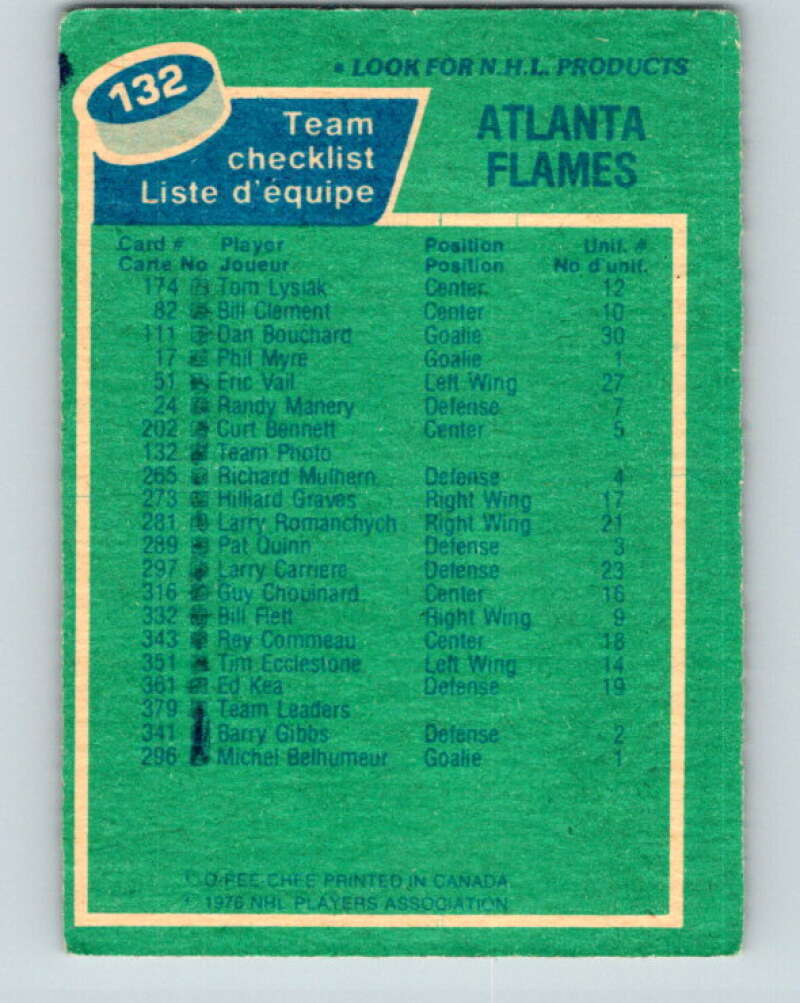 132
• LOOK FOR N.H.L. PRODUCTS
Team checklist
Liste d'équipe
ATLANTA FLAMES
Card # Player Position Unif. #
Carte No Joueur Position No d'unif.
174 Tom Lysiak Center 12
82 Bill Clement Center 10
111 Dan Bouchard Goalie 30
17 Phil Myre Goalie 1
51 Eric Vail Left Wing 27
24 Randy Manery Defense 7
202 Curt Bennett Center 5
132 Team Photo
265 Richard Mulhern Defense 4
273 Hilliard Graves Right Wing 17
281 Larry Romanchych Right Wing 21
289 Pat Quinn Defense 3
297 Larry Carriere Defense 23
316 Guy Chouinard Center 16
332 Bill Flett Right Wing 9
343 Rey Commeau Center 18
351 Tim Ecclestone Left Wing 14
361 Ed Kea Defense 19
379 Team Leaders
341 Barry Gibbs Defense 2
296 Michel Belhumeur Goalie 1
© O-PEE-CHEE PRINTED IN CANADA
© 1976 NHL PLAYERS ASSOCIATION